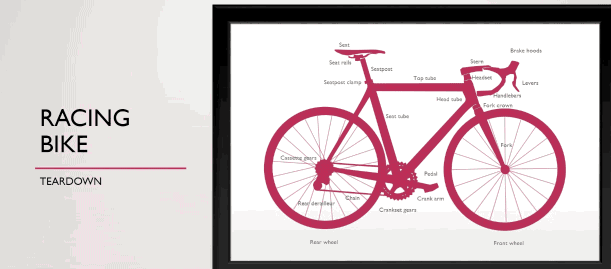 RACING
BIKE
TEARDOWN
Seat
Seat rails
Seatpost
Seatpost clamp
Top tube
Stem
Headset
Brake hoods
Levers
Handlebars
Head tube
Fork crown
Seat tube
Fork
Cassette gears
Pedal
Rear derailleur
Chain
Crank arm
Crankset gears
Rear wheel
Front wheel